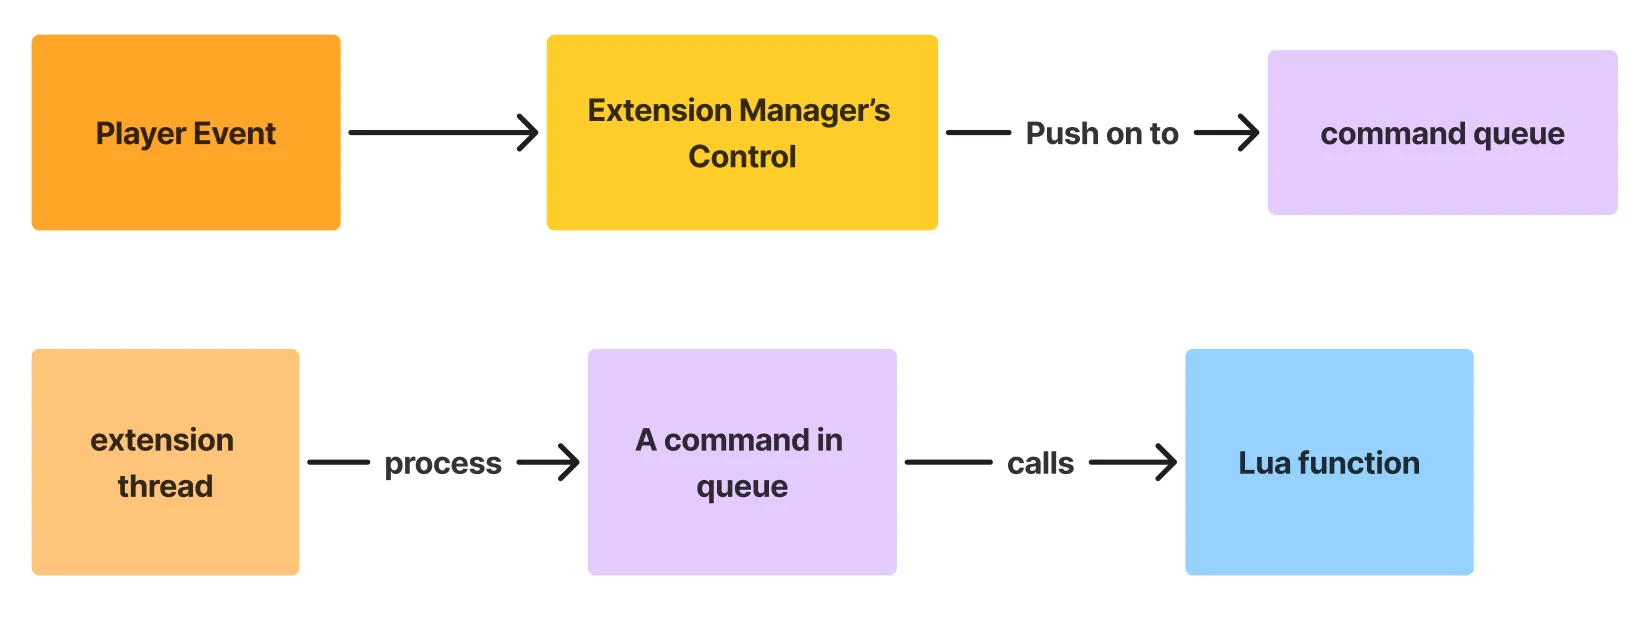 Player Event
Extension Manager’s
Control
Push on to
command queue
extension
thread
process
A command in
queue
calls
Lua function